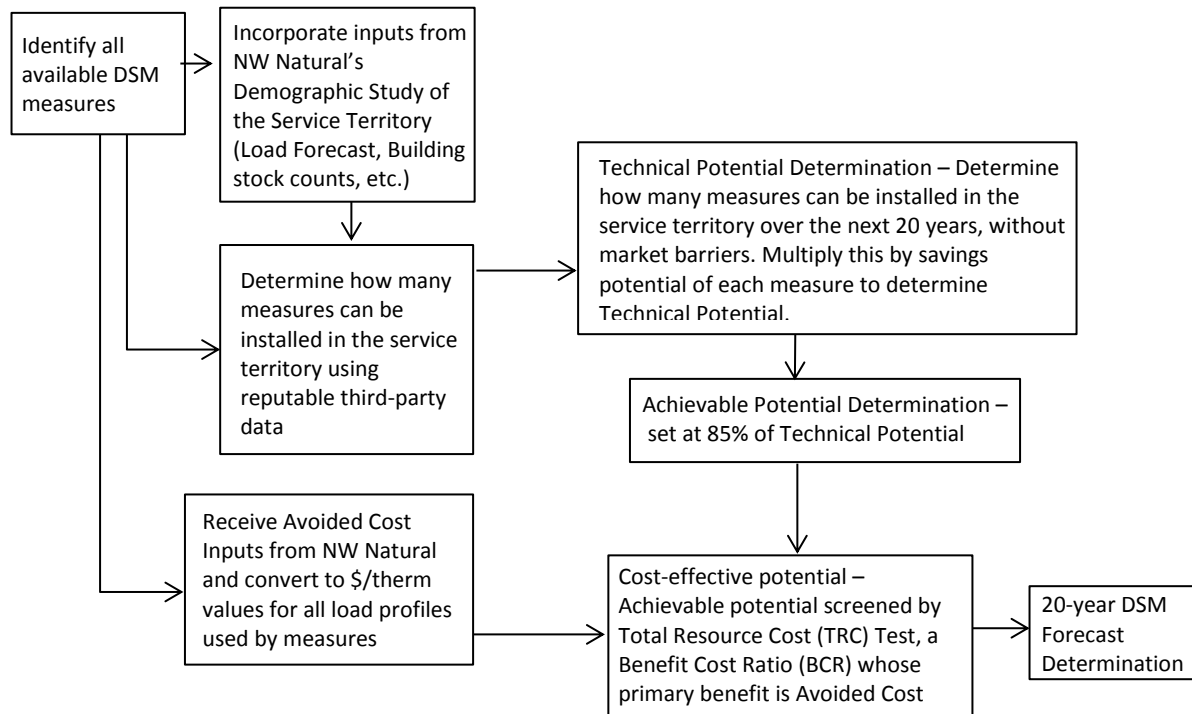 Identify all
available DSM
measures
Incorporate inputs from
NW Natural’s
Demographic Study of
the Service Territory
(Load Forecast, Building
stock counts, etc.)
Technical Potential Determination – Determine
how many measures can be installed in the
service territory over the next 20 years, without
market barriers. Multiply this by savings
potential of each measure to determine
Technical Potential.
Determine how many
measures can be
installed in the service
territory using
reputable third-party
data
Achievable Potential Determination –
set at 85% of Technical Potential
Receive Avoided Cost
Inputs from NW Natural
and convert to $/therm
values for all load profiles
used by measures
Cost-effective potential –
Achievable potential screened by
Total Resource Cost (TRC) Test, a
Benefit Cost Ratio (BCR) whose
primary benefit is Avoided Cost
20-year DSM
Forecast
Determination